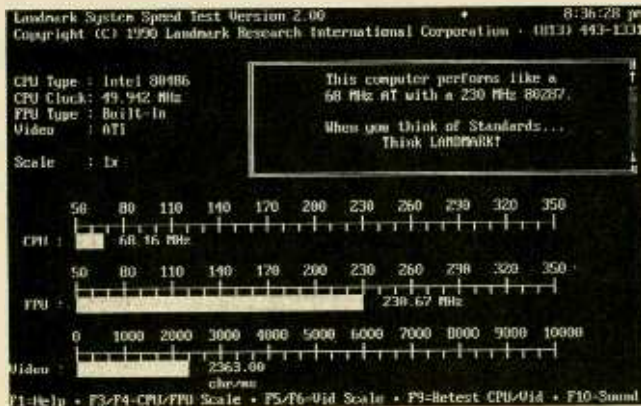 Landmark System Speed Test Version 2.00 8:36:28 pm
Copyright (C) 1990 Landmark Research International Corporation · (813) 443-1331
CPU Type : Intel 80486
CPU Clock: 49.942 MHz
FPU Type : Built-In
Video : ATI
Scale : 1x
This computer performs like a
68 MHz AT with a 230 MHz 80287.
When you think of Standards...
Think LANDMARK!
50 80 110 140 170 200 230 260 290 320 350
CPU : 68.16 MHz
50 80 110 140 170 200 230 260 290 320 350
FPU : 230.67 MHz
0 1000 2000 3000 4000 5000 6000 7000 8000 9000 10000
Video : 2363.00
chr/ms
F1=Help • F3/F4-CPU/FPU Scale • F5/F6-Vid Scale • F9=Retest CPU/Vid • F10-Sound